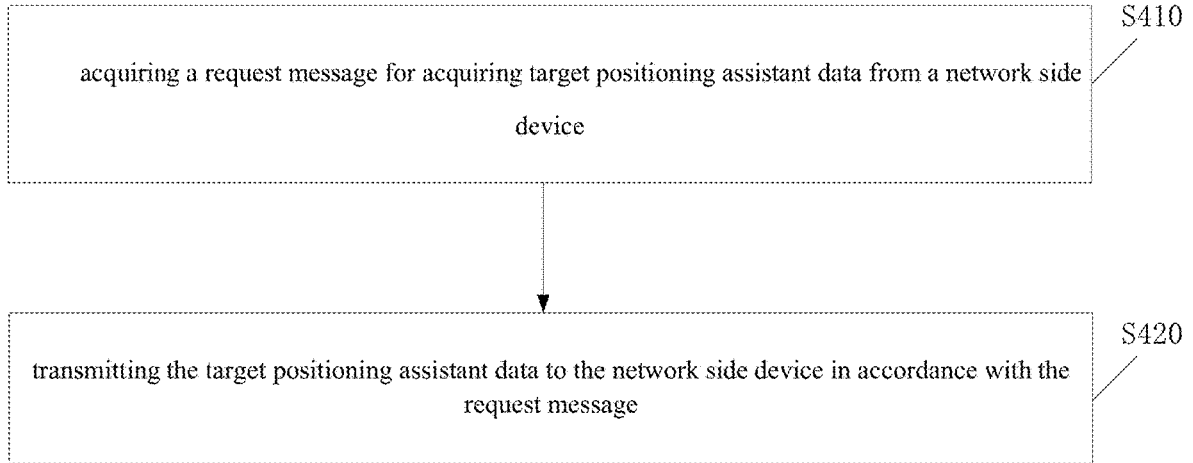 S410
acquiring a request message for acquiring target positioning assistant data from a network side
device
S420
transmitting the target positioning assistant data to the network side device in accordance with the
request message